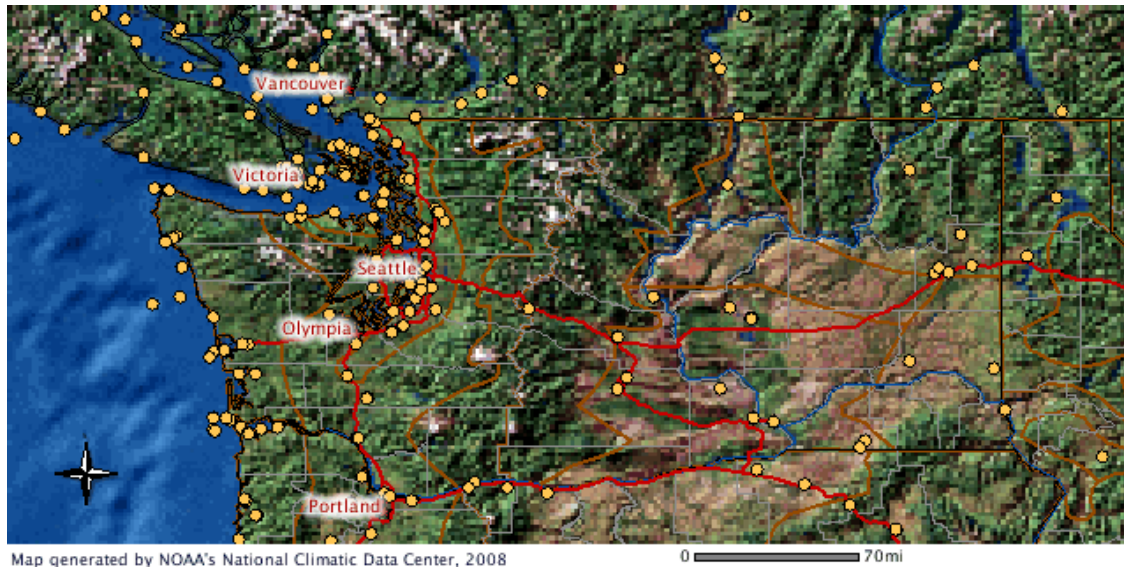 Vancouver
Victoria
Seattle
Olympia
Portland
Map generated by NOAA's National Climatic Data Center, 2008
0 70mi